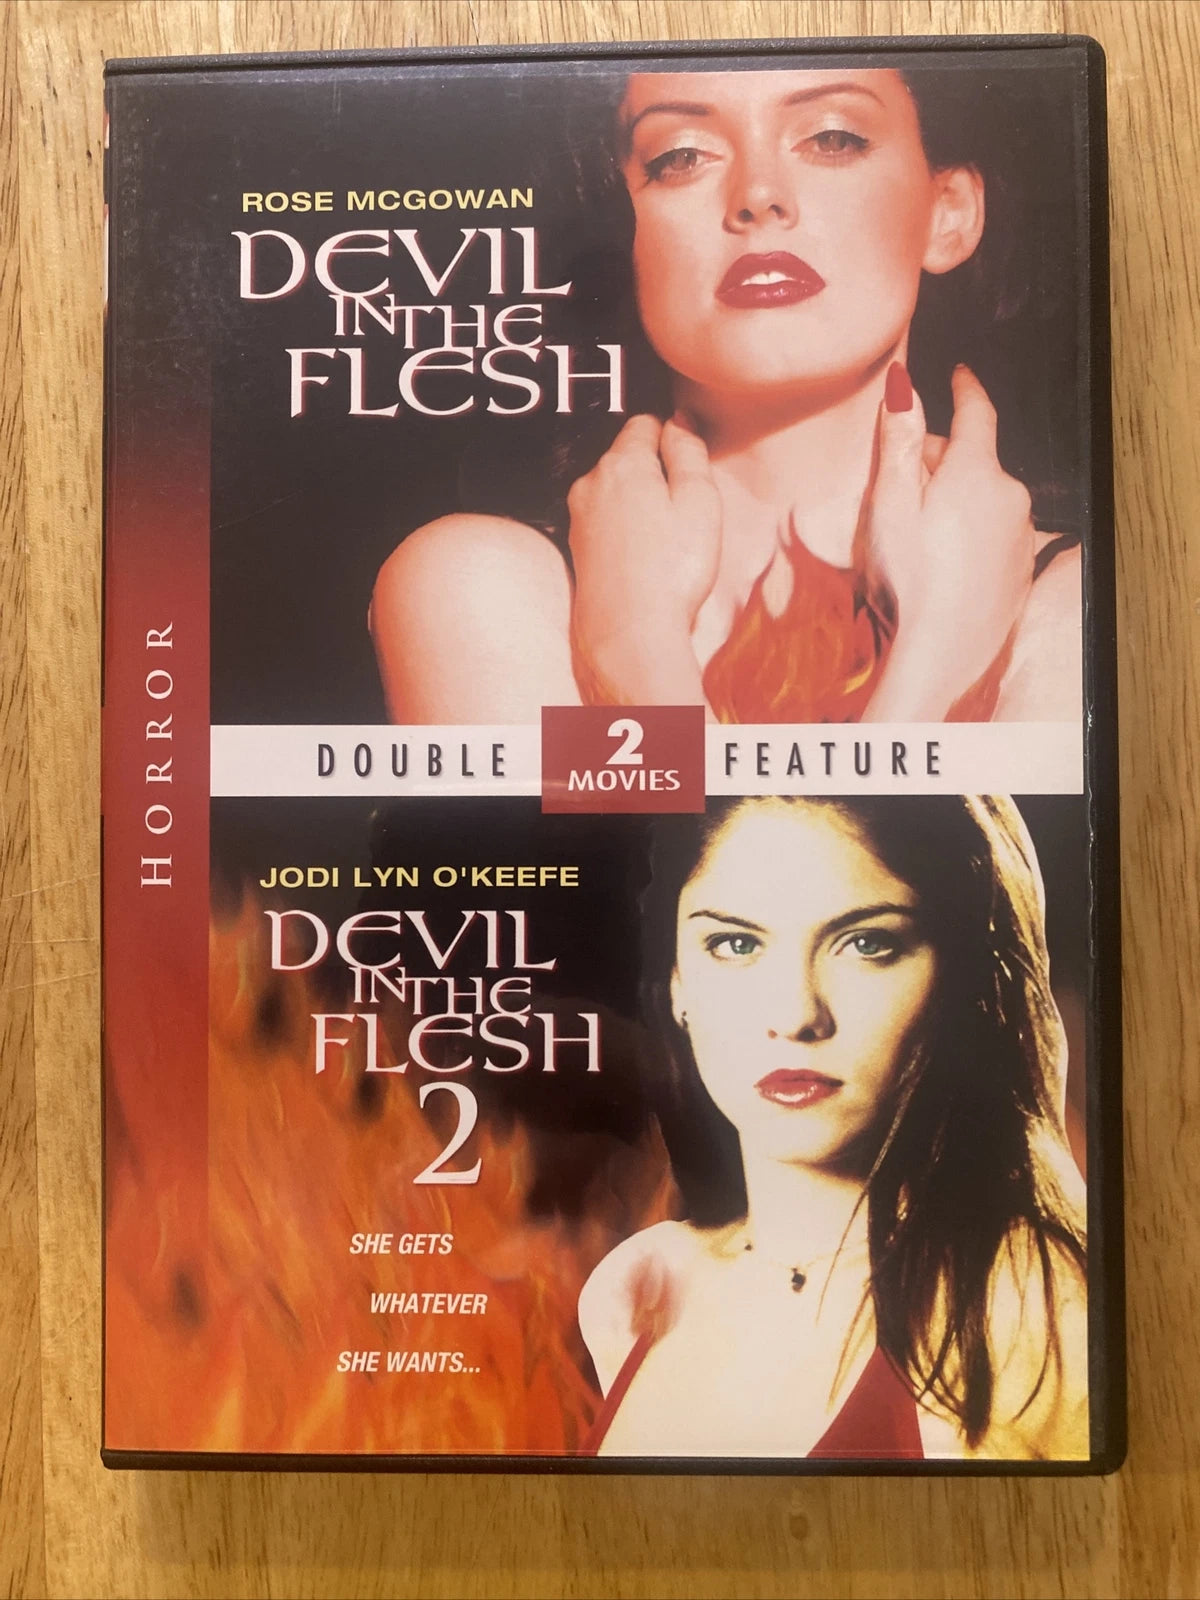 HORROR
ROSE MCGOWAN
DEVIL
IN THE
FLESH
DOUBLE 2 FEATURE
MOVIES
JODI LYN O'KEEFE
DEVIL
IN THE
FLESH
2
SHE GETS
WHATEVER
SHE WANTS...